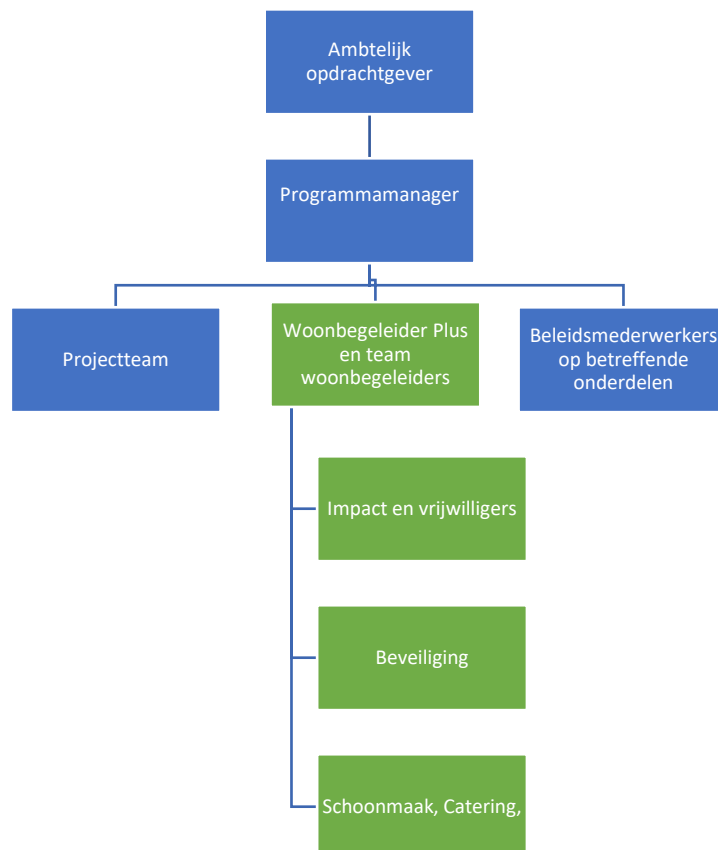 Ambtelijk
opdrachtgever
Programmamanager
Projectteam
Woonbegeleider Plus
en team
woonbegeleiders
Beleidsmederwerkers
op betreffende
onderdelen
Impact en vrijwilligers
Beveiliging
Schoonmaak, Catering,